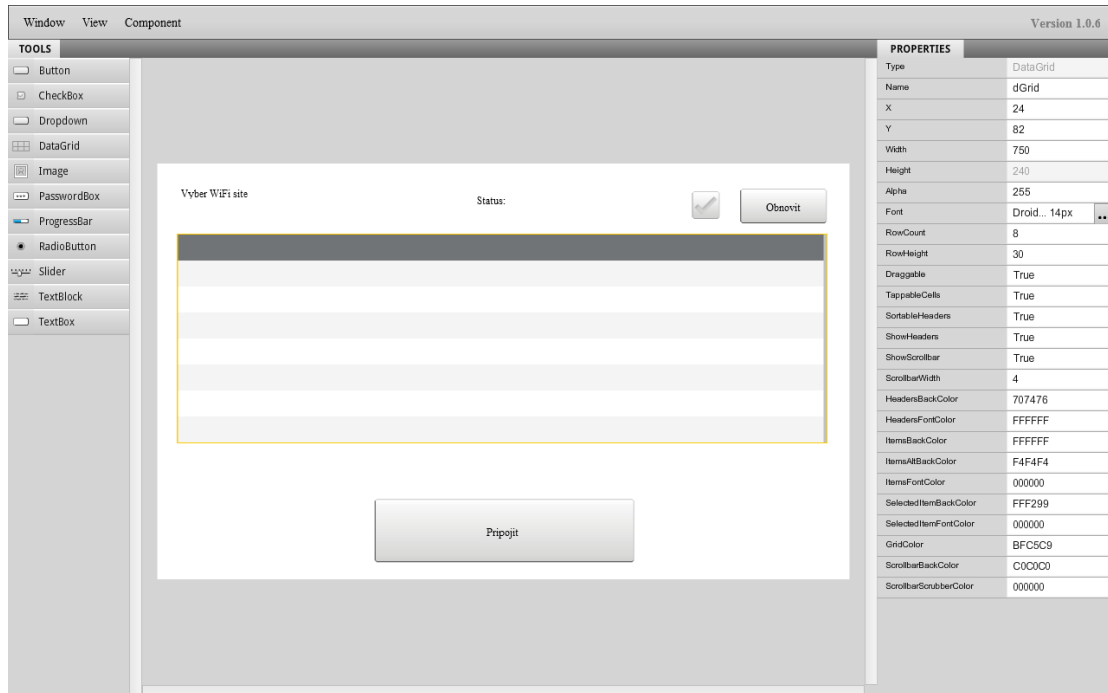 Window View Component Version 1.0.6
TOOLS
Button
CheckBox
Dropdown
DataGrid
Image
PasswordBox
ProgressBar
RadioButton
Slider
TextBlock
TextBox
Vyber WiFi site
Status:
Obnovit
Pripojit
PROPERTIES
Type DataGrid
Name dGrid
X 24
Y 82
Width 750
Height 240
Alpha 255
Font Droid... 14px ..
RowCount 8
RowHeight 30
Draggable True
TappableCells True
SortableHeaders True
ShowHeaders True
ShowScrollbar True
ScrollbarWidth 4
HeadersBackColor 707476
HeadersFontColor FFFFFF
ItemsBackColor FFFFFF
ItemsAltBackColor F4F4F4
ItemsFontColor 000000
SelectedItemBackColor FFF299
SelectedItemFontColor 000000
GridColor BFC5C9
ScrollbarBackColor C0C0C0
ScrollbarScrubberColor 000000